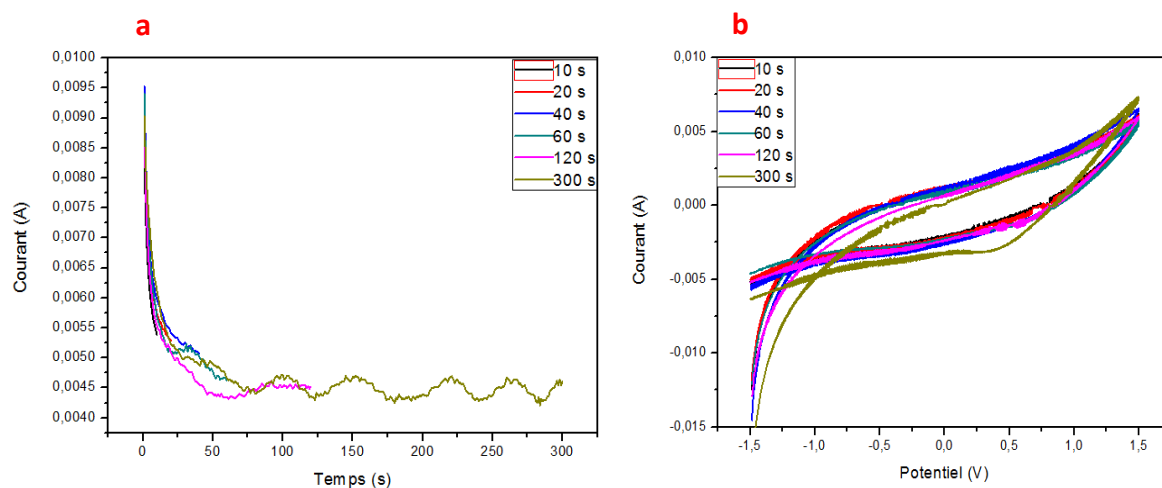 a
0,0100
0,0095
0,0090
0,0085
0,0080
0,0075
0,0070
0,0065
0,0060
0,0055
0,0050
0,0045
0,0040
Courant (A)
0 50 100 150 200 250 300
Temps (s)
10 s
20 s
40 s
60 s
120 s
300 s
b
0,010
0,005
0,000
-0,005
-0,010
-0,015
Courant (A)
-1,5 -1,0 -0,5 0,0 0,5 1,0 1,5
Potentiel (V)
10 s
20 s
40 s
60 s
120 s
300 s